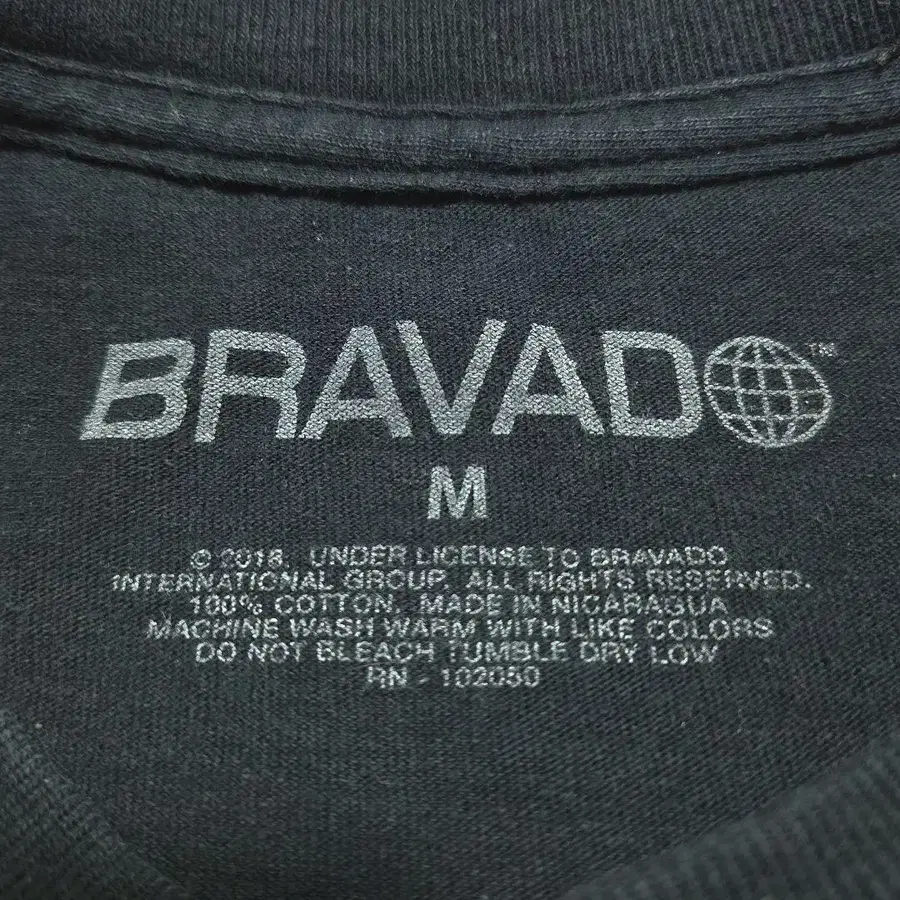 BRAVADO™
M
© 2018. UNDER LICENSE TO BRAVADO
INTERNATIONAL GROUP. ALL RIGHTS RESERVED.
100% COTTON. MADE IN NICARAGUA
MACHINE WASH WARM WITH LIKE COLORS
DO NOT BLEACH TUMBLE DRY LOW
RN - 102050